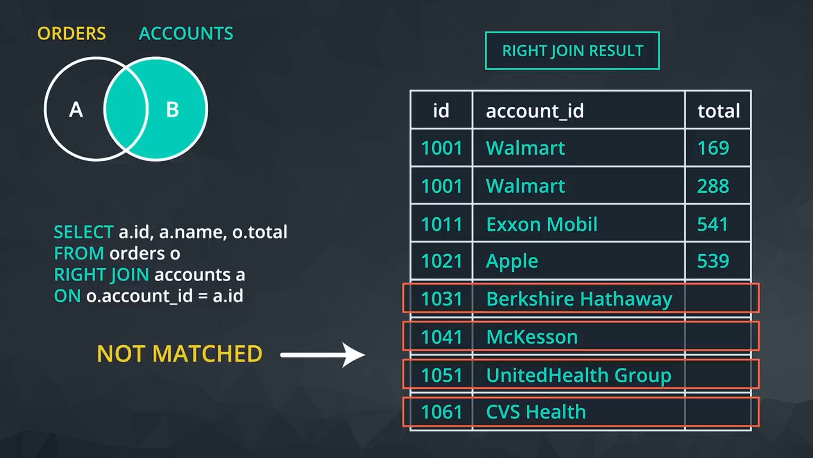 ORDERS ACCOUNTS
A B
SELECT a.id, a.name, o.total
FROM orders o
RIGHT JOIN accounts a
ON o.account_id = a.id
NOT MATCHED
RIGHT JOIN RESULT
id account_id total
1001 Walmart 169
1001 Walmart 288
1011 Exxon Mobil 541
1021 Apple 539
1031 Berkshire Hathaway
1041 McKesson
1051 UnitedHealth Group
1061 CVS Health